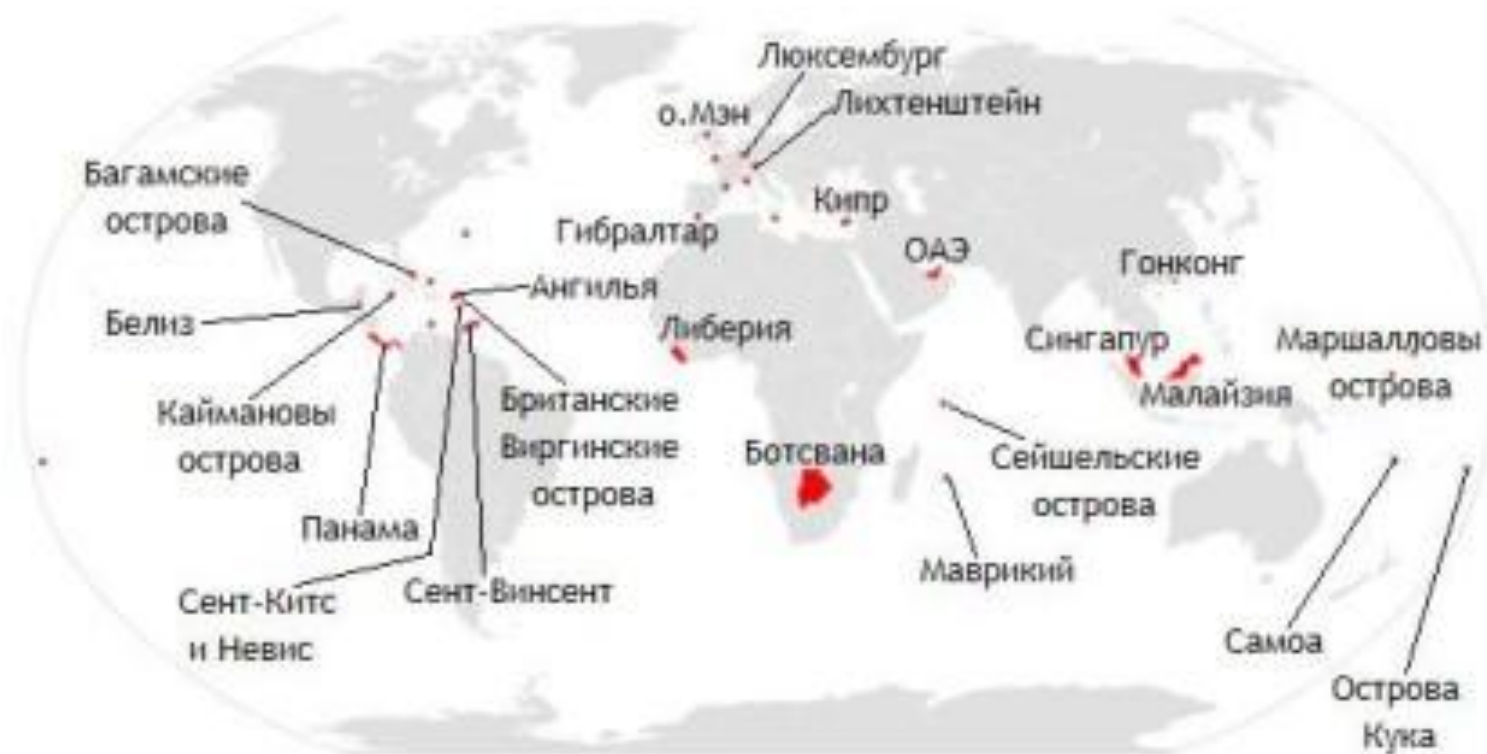 Люксембург
Лихтенштейн
о.Мэн
Багамские
острова
Кипр
Гибралтар
ОАЭ
Гонконг
Ангилья
Белиз
Либерия
Сингапур
Маршалловы
острова
Малайзия
Каймановы
острова
Британские
Виргинские
острова
Ботсвана
Сейшельские
острова
Панама
Маврикий
Сент-Китс
и Невис
Сент-Винсент
Самоа
Острова
Кука